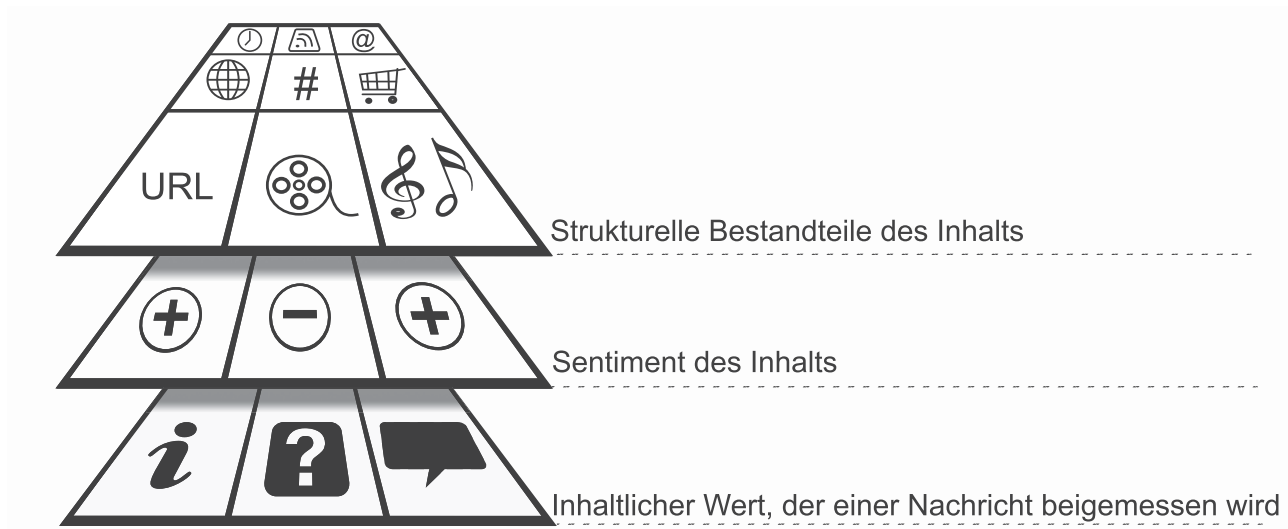 @
#
URL
Strukturelle Bestandteile des Inhalts
Sentiment des Inhalts
i
?
Inhaltlicher Wert, der einer Nachricht beigemessen wird